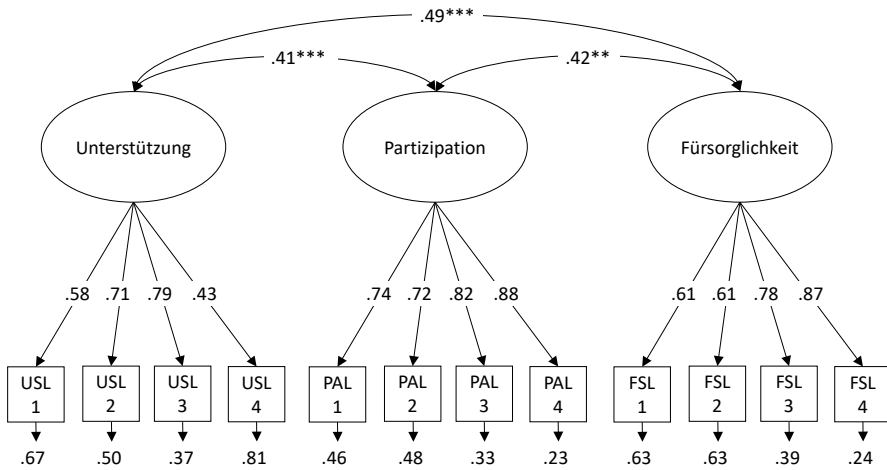 .49***
.41*** .42**
Unterstützung Partizipation Fürsorglichkeit
.58 .71 .79 .43 .74 .72 .82 .88 .61 .61 .78 .87
USL USL USL USL PAL PAL PAL PAL FSL FSL FSL FSL
1 2 3 4 1 2 3 4 1 2 3 4
.67 .50 .37 .81 .46 .48 .33 .23 .63 .63 .39 .24